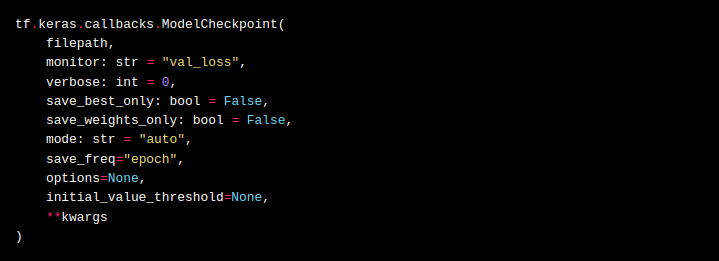 tf.keras.callbacks.ModelCheckpoint(
    filepath,
    monitor: str = "val_loss",
    verbose: int = 0,
    save_best_only: bool = False,
    save_weights_only: bool = False,
    mode: str = "auto",
    save_freq="epoch",
    options=None,
    initial_value_threshold=None,
    **kwargs
)